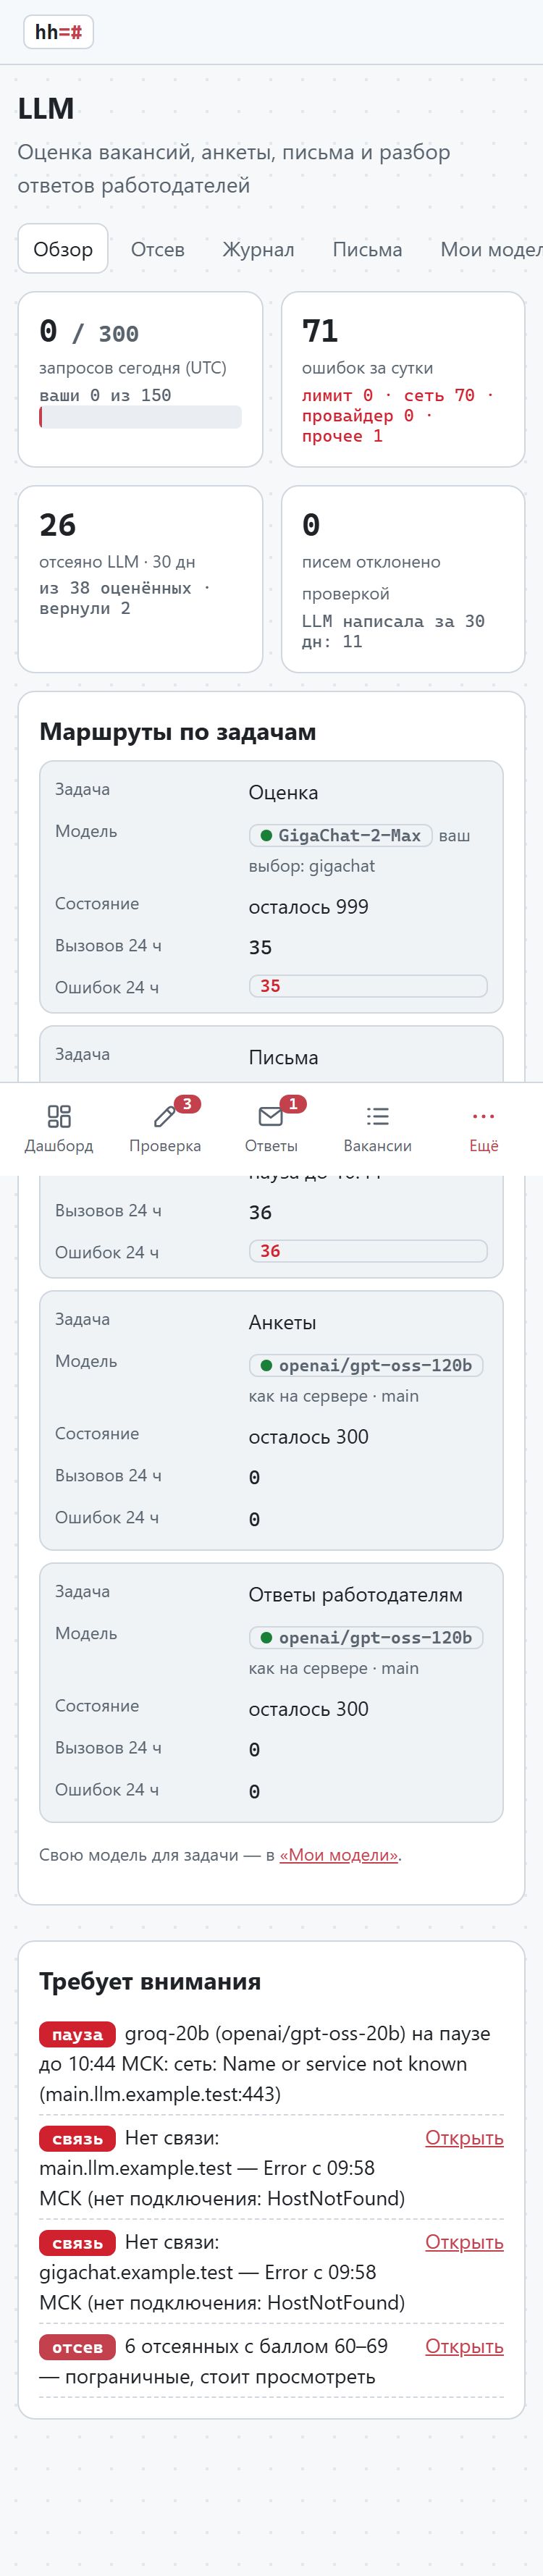 hh=#
LLM
Оценка вакансий, анкеты, письма и разбор
ответов работодателей
Обзор Отсев Журнал Письма Мои модел
0 / 300
запросов сегодня (UTC)
ваши 0 из 150
71
ошибок за сутки
лимит 0 · сеть 70 ·
провайдер 0 ·
прочее 1
26
отсеяно LLM · 30 дн
из 38 оценённых ·
вернули 2
0
писем отклонено
проверкой
LLM написала за 30
дн: 11
Маршруты по задачам
Задача Оценка
Модель GigaChat-2-Max ваш
выбор: gigachat
Состояние осталось 999
Вызовов 24 ч 35
Ошибок 24 ч 35
Задача Письма
3 1
Дашборд Проверка Ответы Вакансии Ещё
Вызовов 24 ч 36
Ошибок 24 ч 36
Задача Анкеты
Модель openai/gpt-oss-120b
как на сервере · main
Состояние осталось 300
Вызовов 24 ч 0
Ошибок 24 ч 0
Задача Ответы работодателям
Модель openai/gpt-oss-120b
как на сервере · main
Состояние осталось 300
Вызовов 24 ч 0
Ошибок 24 ч 0
Свою модель для задачи — в «Мои модели».
Требует внимания
пауза groq-20b (openai/gpt-oss-20b) на паузе
до 10:44 МСК: сеть: Name or service not known
(main.llm.example.test:443)
связь Нет связи: Открыть
main.llm.example.test — Error с 09:58
МСК (нет подключения: HostNotFound)
связь Нет связи: Открыть
gigachat.example.test — Error с 09:58
МСК (нет подключения: HostNotFound)
отсев 6 отсеянных с баллом 60–69 Открыть
— пограничные, стоит просмотреть